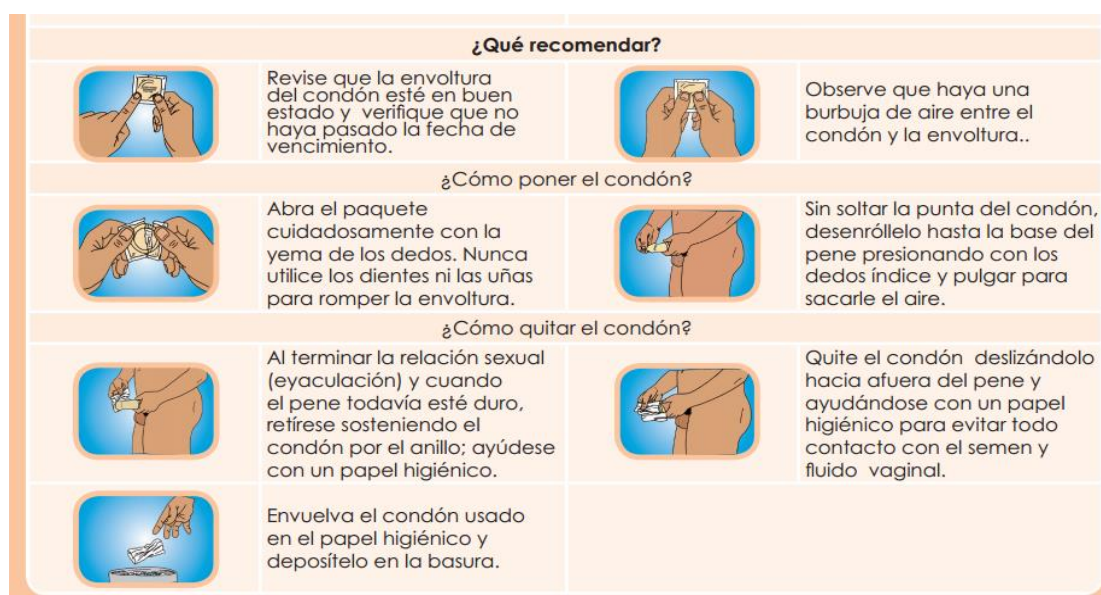 ¿Qué recomendar?
Revise que la envoltura
del condón esté en buen
estado y verifique que no
haya pasado la fecha de
vencimiento.
Observe que haya una
burbuja de aire entre el
condón y la envoltura..
¿Cómo poner el condón?
Abra el paquete
cuidadosamente con la
yema de los dedos. Nunca
utilice los dientes ni las uñas
para romper la envoltura.
Sin soltar la punta del condón,
desenróllelo hasta la base del
pene presionando con los
dedos índice y pulgar para
sacarle el aire.
¿Cómo quitar el condón?
Al terminar la relación sexual
(eyaculación) y cuando
el pene todavía esté duro,
retírese sosteniendo el
condón por el anillo; ayúdese
con un papel higiénico.
Quite el condón deslizándolo
hacia afuera del pene y
ayudándose con un papel
higiénico para evitar todo
contacto con el semen y
fluido vaginal.
Envuelva el condón usado
en el papel higiénico y
deposítelo en la basura.